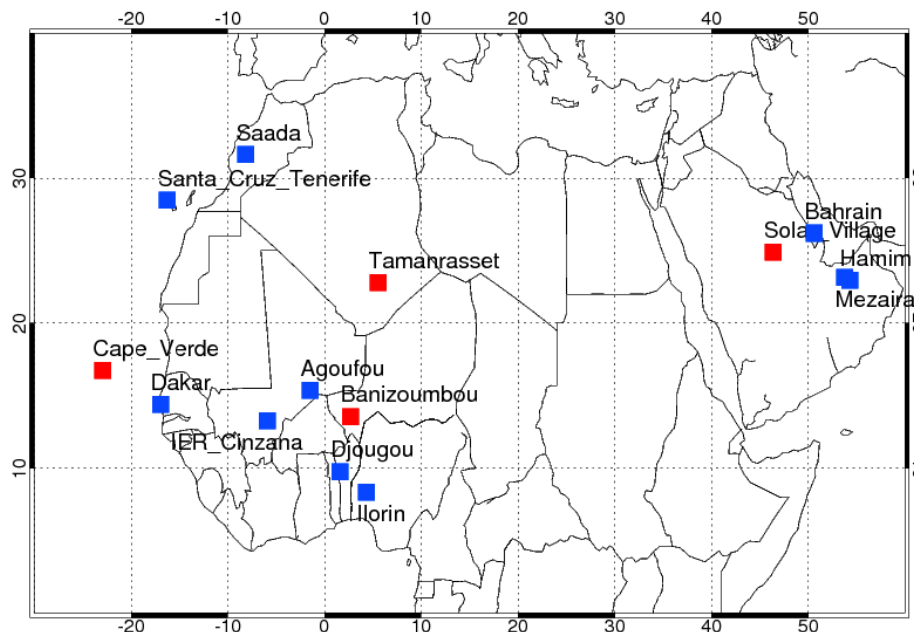 -20 -10 0 10 20 30 40 50
Saada
30
Santa_Cruz_Tenerife
Bahrain
Solar_Village
Tamanrasset
Hamim
Mezaira
20
Cape_Verde
Agoufou
Dakar
Banizoumbou
IER_Cinzana
Djougou
10
Ilorin
-20 -10 0 10 20 30 40 50